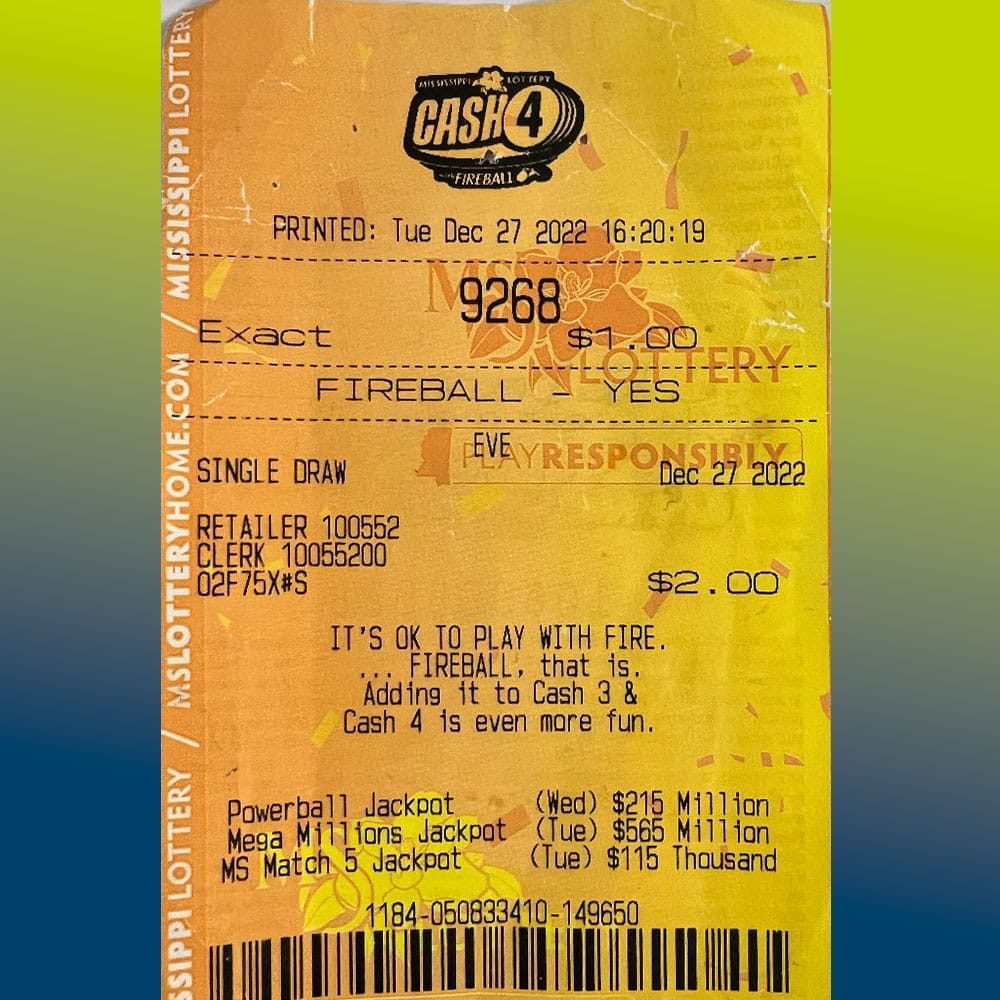 MISSISSIPPI LOTTERY
CASH 4
FIREBALL
PRINTED: Tue Dec 27 2022 16:20:19
9268
Exact $1.00
FIREBALL - YES
EVE
SINGLE DRAW Dec 27 2022
RETAILER 100552
CLERK 10055200
02F75X#S $2.00
IT'S OK TO PLAY WITH FIRE.
... FIREBALL, that is.
Adding it to Cash 3 &
Cash 4 is even more fun.
Powerball Jackpot (Wed) $215 Million
Mega Millions Jackpot (Tue) $565 Million
MS Match 5 Jackpot (Tue) $115 Thousand
1184-050833410-149650
MS
LOTTERY
PLAY RESPONSIBLY
MS
SSIPPI LOTTERY / MSLOTTERYHOME.COM / MISSISSIPPI LOTTERY